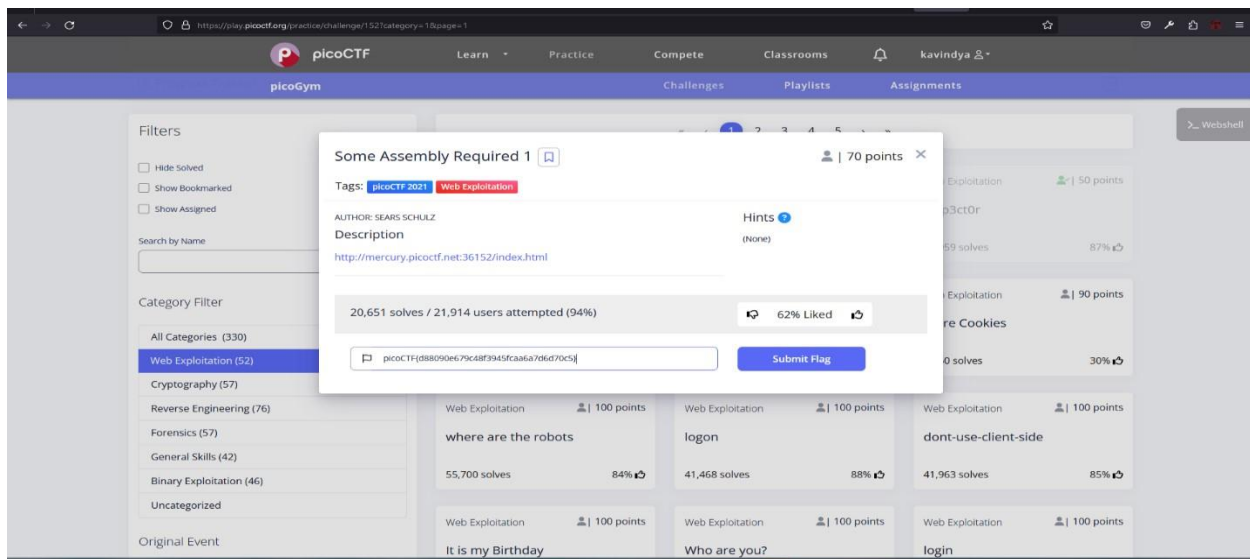 https://play.picoctf.org/practice/challenge/152?category=1&page=1
picoCTF
Learn
Practice
Compete
Classrooms
kavindya
picoGym
Challenges
Playlists
Assignments
>_ Webshell
Filters
Hide Solved
Show Bookmarked
Show Assigned
Search by Name
Category Filter
All Categories (330)
Web Exploitation (52)
Cryptography (57)
Reverse Engineering (76)
Forensics (57)
General Skills (42)
Binary Exploitation (46)
Uncategorized
Original Event
« ‹ 1 2 3 4 5 › »
Some Assembly Required 1
| 70 points ×
Tags: picoCTF 2021 Web Exploitation
AUTHOR: SEARS SCHULZ
Description
http://mercury.picoctf.net:36152/index.html
Hints ?
(None)
20,651 solves / 21,914 users attempted (94%)
62% Liked
picoCTF{d88090e679c48f3945fcaa6a7d6d70c5}
Submit Flag
Exploitation | 50 points
p3ct0r
59 solves 87%
Exploitation | 90 points
re Cookies
0 solves 30%
Web Exploitation | 100 points
where are the robots
55,700 solves 84%
Web Exploitation | 100 points
logon
41,468 solves 88%
Web Exploitation | 100 points
dont-use-client-side
41,963 solves 85%
Web Exploitation | 100 points
It is my Birthday
Web Exploitation | 100 points
Who are you?
Web Exploitation | 100 points
login